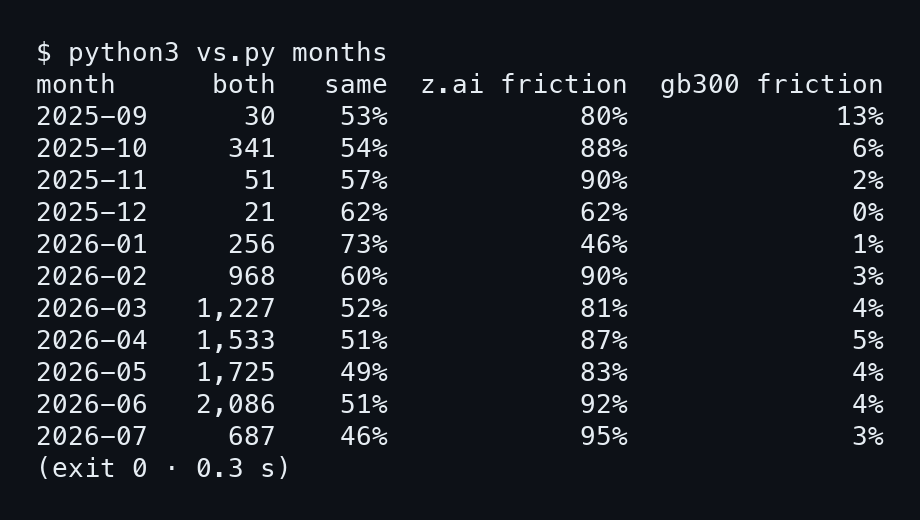 $ python3 vs.py months
month      both   same  z.ai friction  gb300 friction
2025–09      30    53%            80%             13%
2025–10     341    54%            88%              6%
2025–11      51    57%            90%              2%
2025–12      21    62%            62%              0%
2026–01     256    73%            46%              1%
2026–02     968    60%            90%              3%
2026–03   1,227    52%            81%              4%
2026–04   1,533    51%            87%              5%
2026–05   1,725    49%            83%              4%
2026–06   2,086    51%            92%              4%
2026–07     687    46%            95%              3%
(exit 0 · 0.3 s)